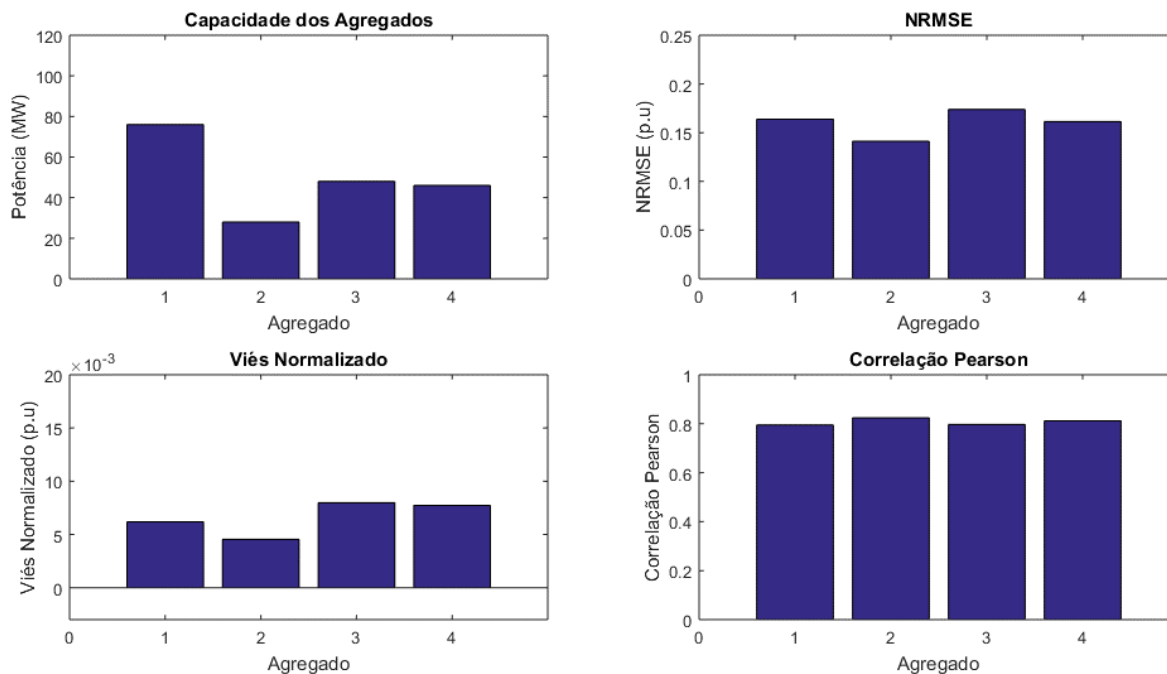 Capacidade dos Agregados
Potência (MW)
120
100
80
60
40
20
0
1 2 3 4
Agregado
NRMSE
NRMSE (p.u)
0.25
0.2
0.15
0.1
0.05
0
0 1 2 3 4
Agregado
Viés Normalizado
×10-3
Viés Normalizado (p.u)
20
15
10
5
0
0 1 2 3 4
Agregado
Correlação Pearson
Correlação Pearson
1
0.8
0.6
0.4
0.2
0
0 1 2 3 4
Agregado